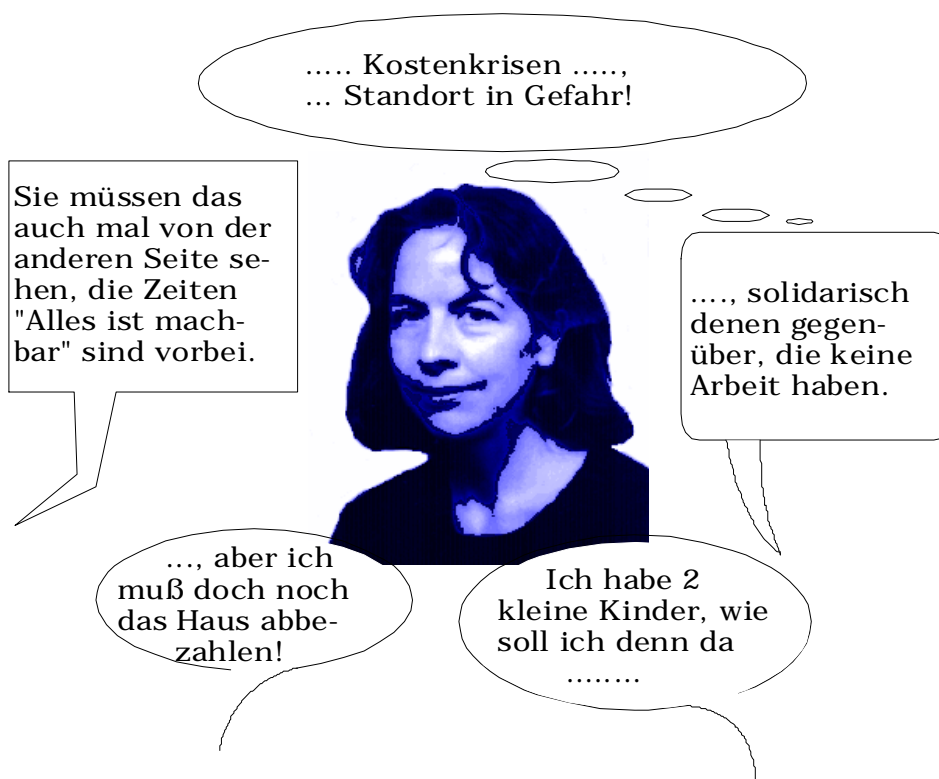 ..... Kostenkrisen .....,
... Standort in Gefahr!
Sie müssen das
auch mal von der
anderen Seite se-
hen, die Zeiten
"Alles ist mach-
bar" sind vorbei.
...., solidarisch
denen gegen-
über, die keine
Arbeit haben.
..., aber ich
muß doch noch
das Haus abbe-
zahlen!
Ich habe 2
kleine Kinder, wie
soll ich denn da
........